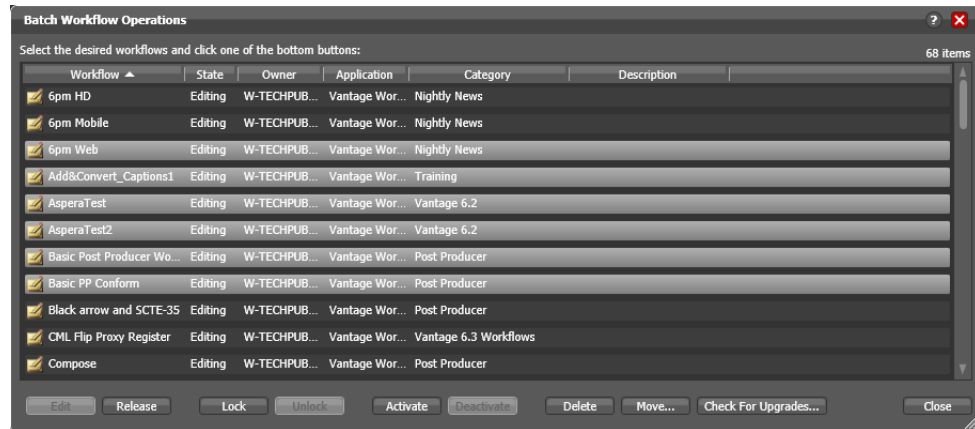 Batch Workflow Operations ?
Select the desired workflows and click one of the bottom buttons: 68 items
Workflow State Owner Application Category Description
6pm HD Editing W-TECHPUB... Vantage Wor... Nightly News
6pm Mobile Editing W-TECHPUB... Vantage Wor... Nightly News
6pm Web Editing W-TECHPUB... Vantage Wor... Nightly News
Add&Convert_Captions1 Editing W-TECHPUB... Vantage Wor... Training
AsperaTest Editing W-TECHPUB... Vantage Wor... Vantage 6.2
AsperaTest2 Editing W-TECHPUB... Vantage Wor... Vantage 6.2
Basic Post Producer Wo... Editing W-TECHPUB... Vantage Wor... Post Producer
Basic PP Conform Editing W-TECHPUB... Vantage Wor... Post Producer
Black arrow and SCTE-35 Editing W-TECHPUB... Vantage Wor... Post Producer
CML Flip Proxy Register Editing W-TECHPUB... Vantage Wor... Vantage 6.3 Workflows
Compose Editing W-TECHPUB... Vantage Wor... Post Producer
Edit Release Lock Unlock Activate Deactivate Delete Move... Check For Upgrades... Close